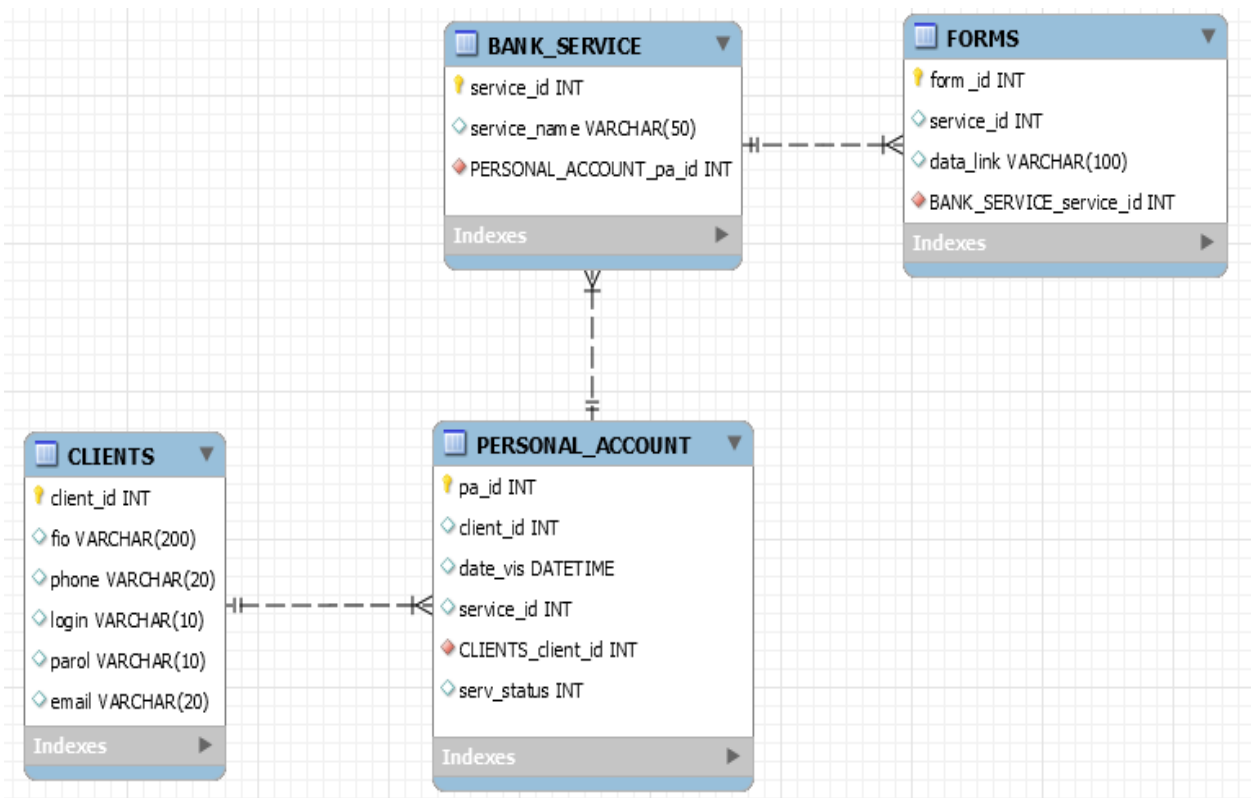 BANK_SERVICE
service_id INT
service_name VARCHAR(50)
PERSONAL_ACCOUNT_pa_id INT
Indexes
FORMS
form _id INT
service_id INT
data_link VARCHAR(100)
BANK_SERVICE_service_id INT
Indexes
CLIENTS
client_id INT
fio VARCHAR(200)
phone VARCHAR(20)
login VARCHAR(10)
parol VARCHAR(10)
email VARCHAR(20)
Indexes
PERSONAL_ACCOUNT
pa_id INT
client_id INT
date_vis DATETIME
service_id INT
CLIENTS_client_id INT
serv_status INT
Indexes